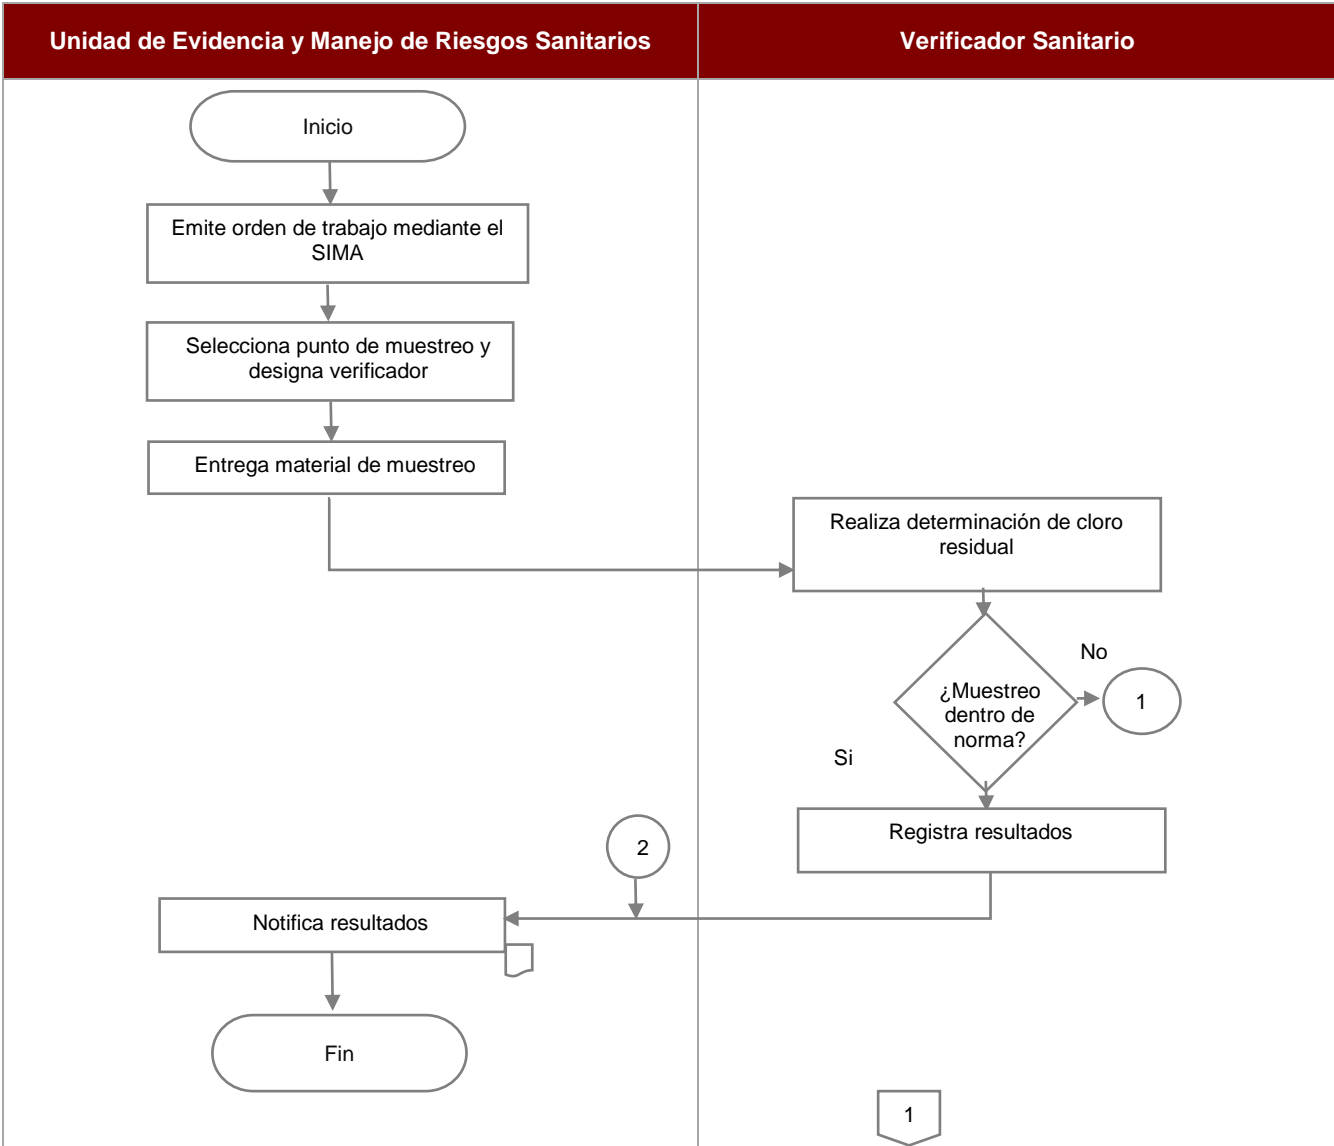 Unidad de Evidencia y Manejo de Riesgos Sanitarios
Verificador Sanitario
Inicio
Emite orden de trabajo mediante el
SIMA
Selecciona punto de muestreo y
designa verificador
Entrega material de muestreo
Realiza determinación de cloro
residual
No
1
¿Muestreo
dentro de
norma?
Si
Registra resultados
2
Notifica resultados
Fin
1